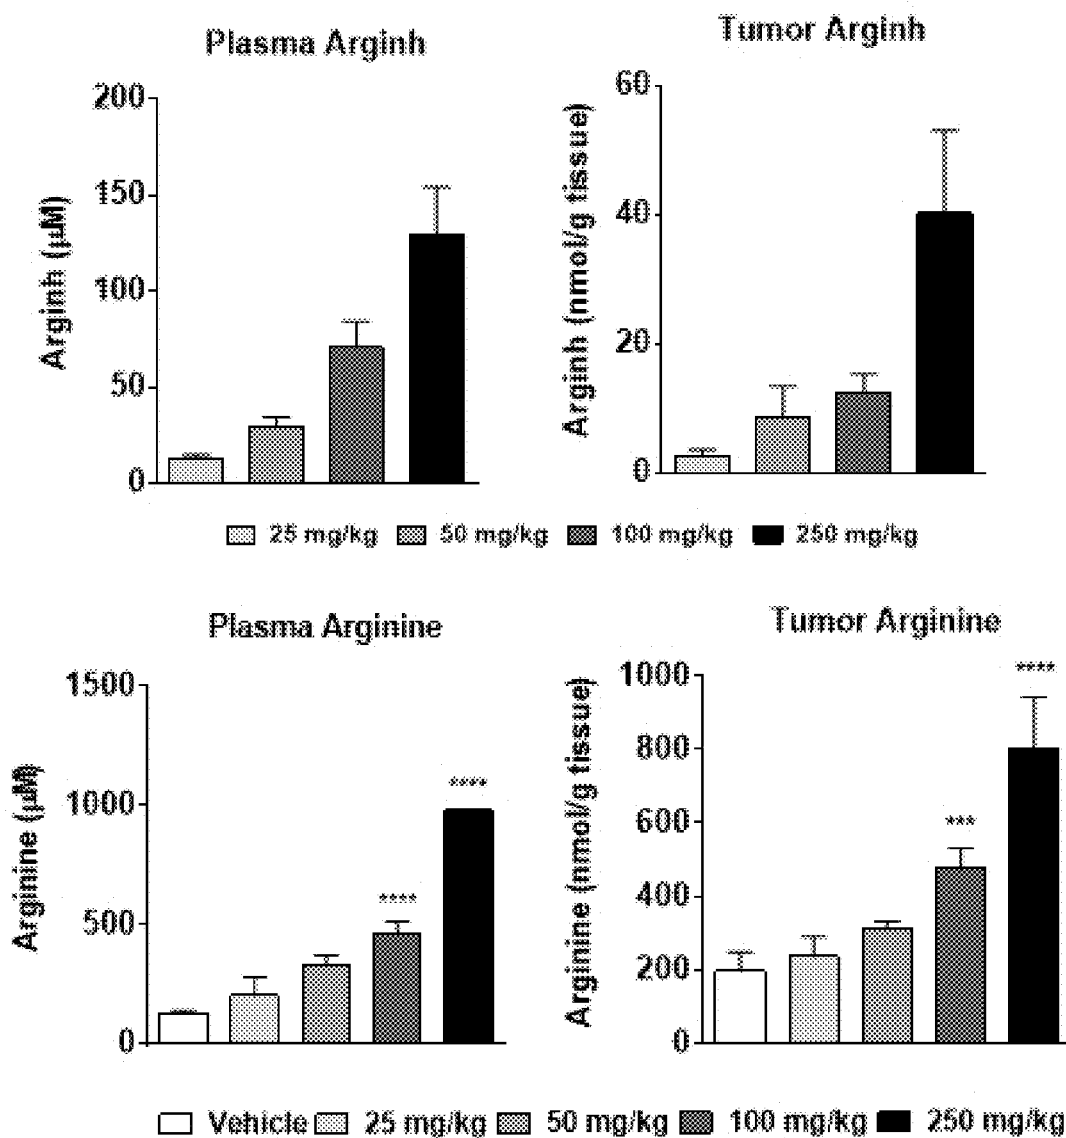 Plasma Arginh
Tumor Arginh
Arginh (µM)
200
150
100
50
0
Arginh (nmol/g tissue)
60
40
20
0
25 mg/kg 50 mg/kg 100 mg/kg 250 mg/kg
Plasma Arginine
Tumor Arginine
Arginine (µM)
1500
1000
500
0
****
****
Arginine (nmol/g tissue)
1000
800
600
400
200
0
***
****
Vehicle 25 mg/kg 50 mg/kg 100 mg/kg 250 mg/kg